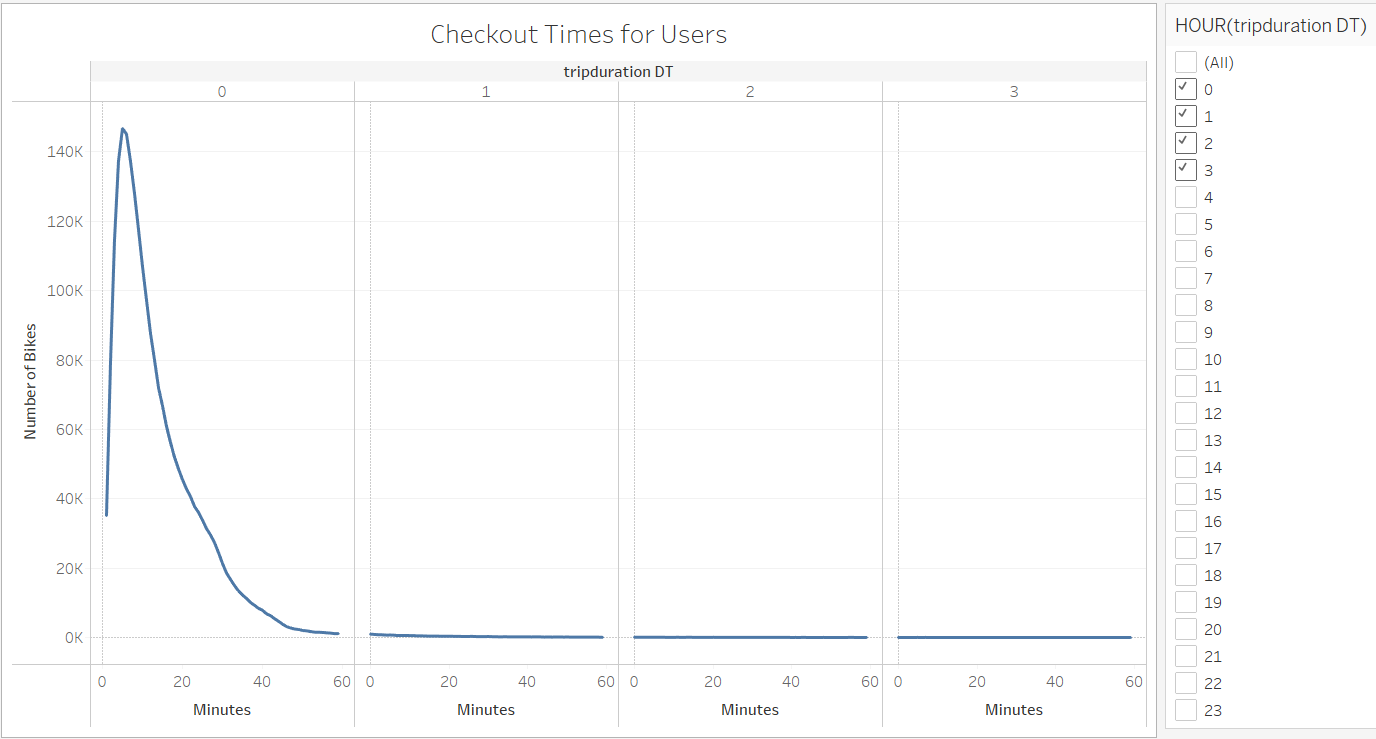 Checkout Times for Users
tripduration DT
0 1 2 3
140K
120K
100K
80K
60K
40K
20K
0K
Number of Bikes
0 20 40 60 0 20 40 60 0 20 40 60 0 20 40 60
Minutes Minutes Minutes Minutes
HOUR(tripduration DT)
(All)
0
1
2
3
4
5
6
7
8
9
10
11
12
13
14
15
16
17
18
19
20
21
22
23